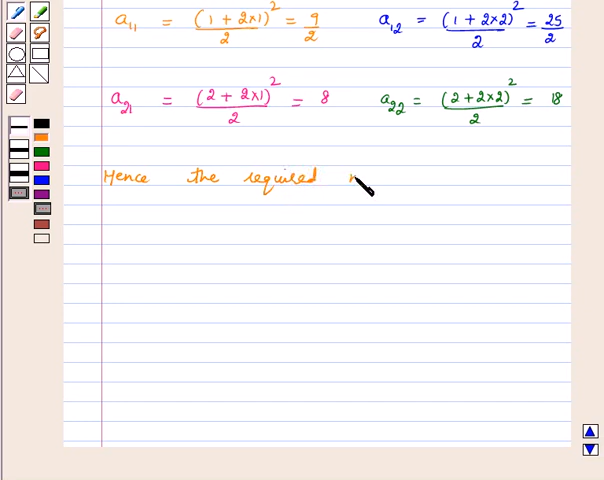 a₁₁ = (1 + 2×1)²/2 = 9/2 a₁₂ = (1 + 2×2)²/2 = 25/2
a₂₁ = (2 + 2×1)²/2 = 8 a₂₂ = (2 + 2×2)²/2 = 18
Hence the required